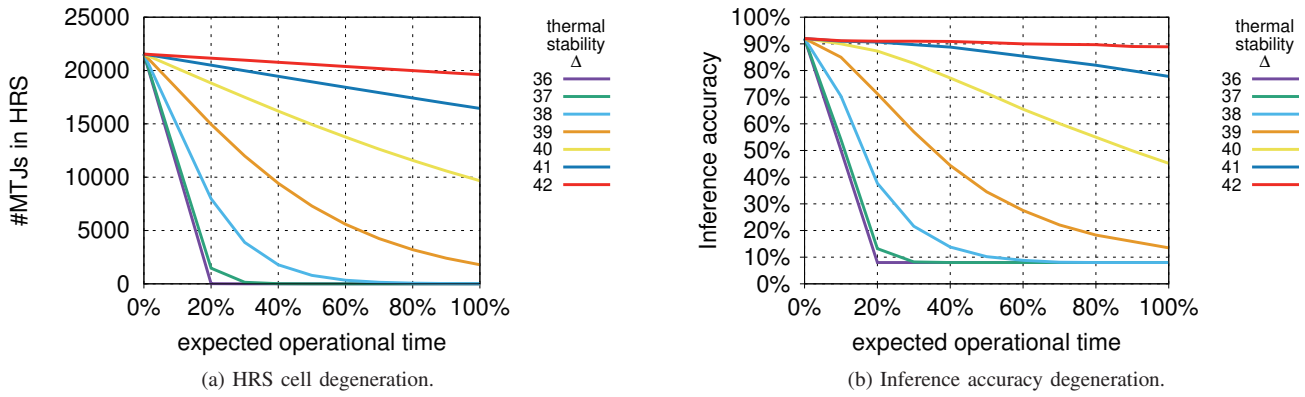 25000
20000
15000
10000
5000
0
#MTJs in HRS
0% 20% 40% 60% 80% 100%
expected operational time
thermal
stability
Δ
36
37
38
39
40
41
42
(a) HRS cell degeneration.
100%
90%
80%
70%
60%
50%
40%
30%
20%
10%
0%
Inference accuracy
0% 20% 40% 60% 80% 100%
expected operational time
thermal
stability
Δ
36
37
38
39
40
41
42
(b) Inference accuracy degeneration.